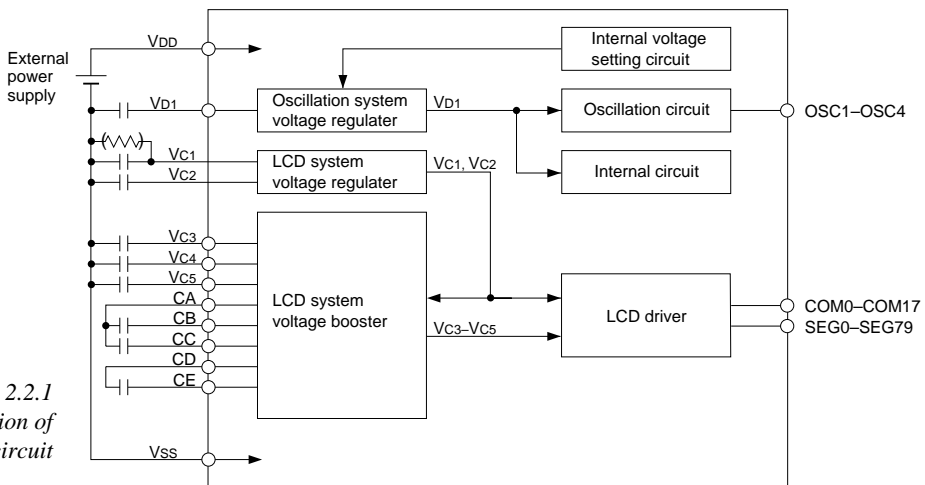 External
power
supply
VDD
VD1
VC1
VC2
VC3
VC4
VC5
CA
CB
CC
CD
CE
VSS
Internal voltage
setting circuit
Oscillation system
voltage regulater
VD1
Oscillation circuit
OSC1–OSC4
Internal circuit
LCD system
voltage regulater
VC1, VC2
LCD system
voltage booster
VC3–VC5
LCD driver
COM0–COM17
SEG0–SEG79
2.2.1
ion of
circuit